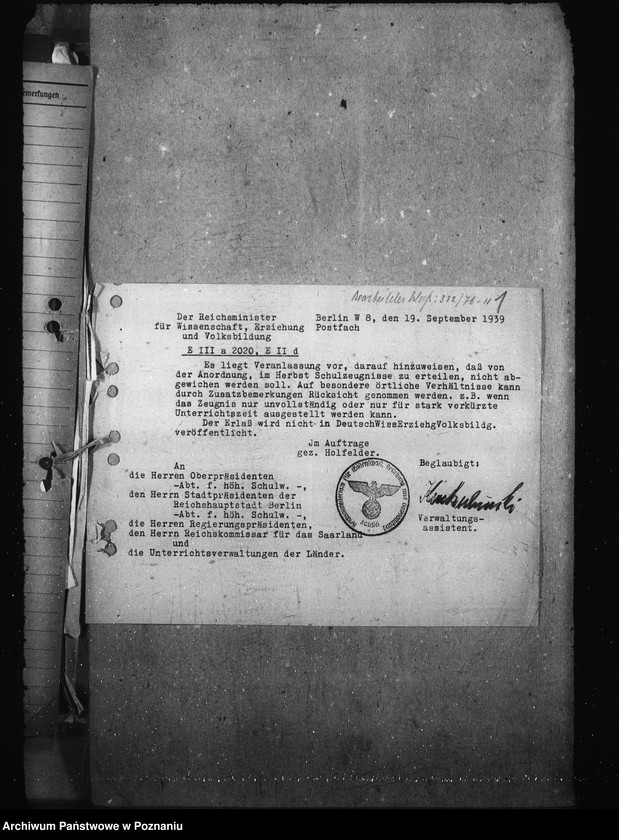 emerkungen
Der Reichsminister
für Wissenschaft, Erziehung
und Volksbildung
Berlin W 8, den 19. September 1939
Postfach
E III a 2020, E II d
Es liegt Veranlassung vor, darauf hinzuweisen, daß von
der Anordnung, im Herbst Schulzeugnisse zu erteilen, nicht ab-
gewichen werden soll. Auf besondere örtliche Verhältnisse kann
durch Zusatzbemerkungen Rücksicht genommen werden. z.B. wenn
das Zeugnis nur unvollständig oder nur für stark verkürzte
Unterrichtszeit ausgestellt werden kann.
Der Erlaß wird nicht in DeutschWissErziehgVolksbildg.
veröffentlicht.
Jm Auftrage
gez. Holfelder.
An
die Herren Oberpräsidenten
-Abt. f. höh. Schulw. -,
den Herrn Stadtpräsidenten der
Reichshauptstadt Berlin
-Abt. f. höh. Schulw. -,
die Herren Regierungspräsidenten,
den Herrn Reichskommissar für das Saarland
und
die Unterrichtsverwaltungen der Länder.
Beglaubigt:
Verwaltungs-
assistent.
Archiwum Państwowe w Poznaniu